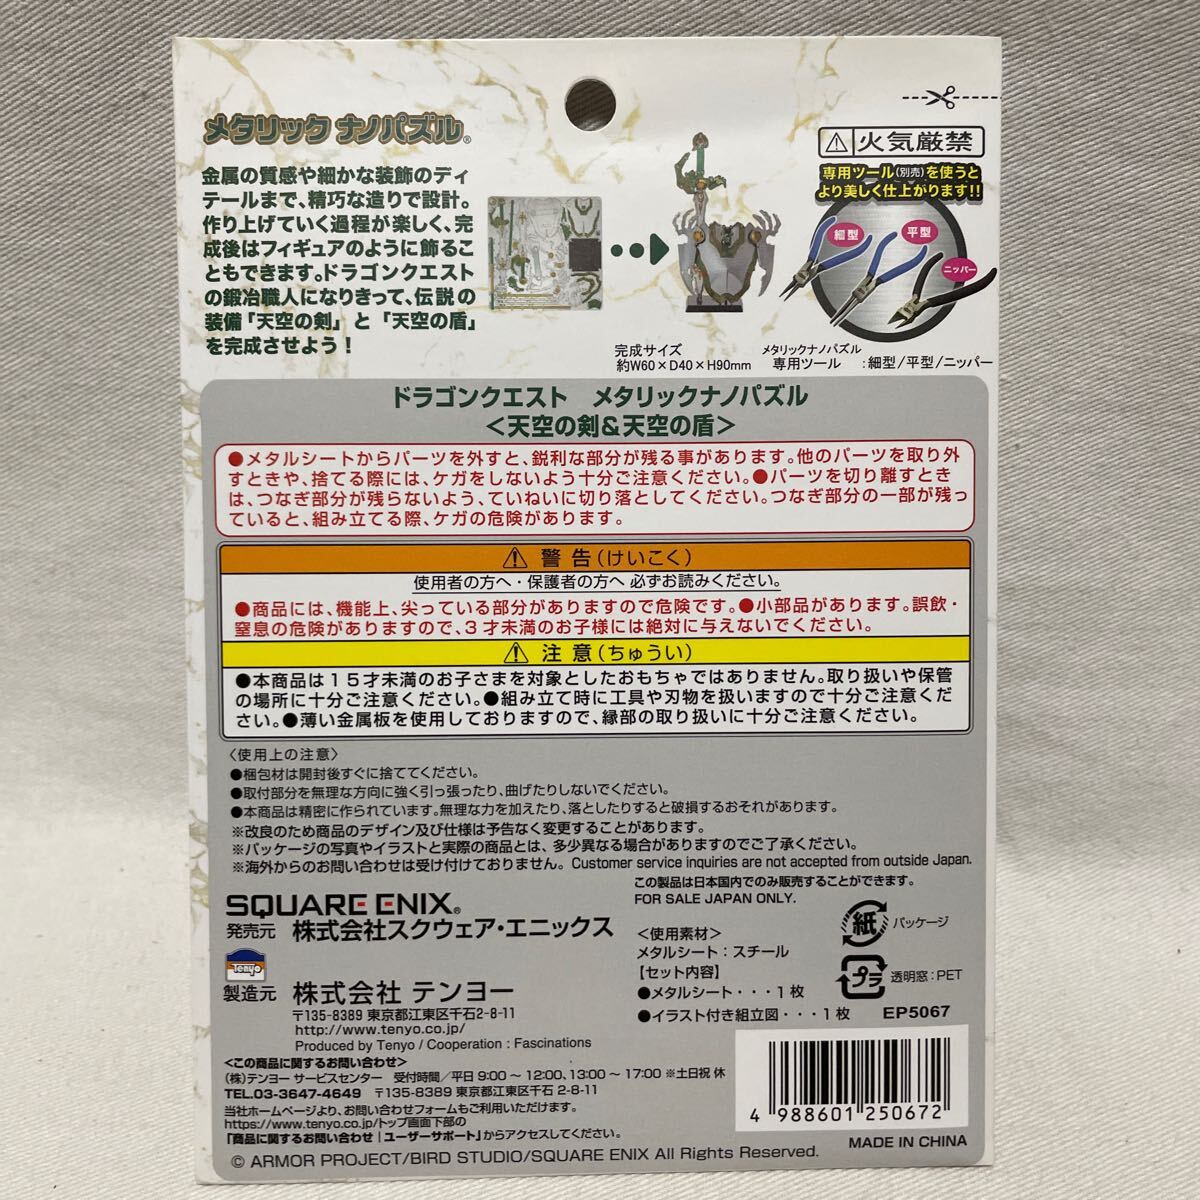 メタリック ナノパズル®
金属の質感や細かな装飾のディ
テールまで、精巧な造りで設計。
作り上げていく過程が楽しく、完
成後はフィギュアのように飾るこ
ともできます。ドラゴンクエスト
の鍛冶職人になりきって、伝説の
装備「天空の剣」と「天空の盾」
を完成させよう！
完成サイズ
約W60×D40×H90mm
⚠火気厳禁
専用ツール(別売)を使うと
より美しく仕上がります!!
細型
平型
ニッパー
メタリックナノパズル
専用ツール :細型/平型/ニッパー
ドラゴンクエスト メタリックナノパズル
＜天空の剣&天空の盾＞
●メタルシートからパーツを外すと、鋭利な部分が残る事があります。他のパーツを取り外
すときや、捨てる際には、ケガをしないよう十分ご注意ください。●パーツを切り離すとき
は、つなぎ部分が残らないよう、ていねいに切り落としてください。つなぎ部分の一部が残っ
ていると、組み立てる際、ケガの危険があります。
⚠ 警告(けいこく)
使用者の方へ・保護者の方へ 必ずお読みください。
●商品には、機能上、尖っている部分がありますので危険です。●小部品があります。誤飲・
窒息の危険がありますので、3才未満のお子様には絶対に与えないでください。
⚠ 注意(ちゅうい)
●本商品は15才未満のお子さまを対象としたおもちゃではありません。取り扱いや保管
の場所に十分ご注意ください。●組み立て時に工具や刃物を扱いますので十分ご注意くださ
い。●薄い金属板を使用しておりますので、縁部の取り扱いに十分ご注意ください。
〈使用上の注意〉
●梱包材は開封後すぐに捨ててください。
●取付部分を無理な方向に強く引っ張ったり、曲げたりしないでください。
●本商品は精密に作られています。無理な力を加えたり、落としたりすると破損するおそれがあります。
※改良のため商品のデザイン及び仕様は予告なく変更することがあります。
※パッケージの写真やイラストと実際の商品とは、多少異なる場合がありますのでご了承ください。
※海外からのお問い合わせは受け付けておりません。 Customer service inquiries are not accepted from outside Japan.
この製品は日本国内でのみ販売することができます。
FOR SALE JAPAN ONLY.
SQUARE ENIX®
発売元 株式会社スクウェア・エニックス
Tenyo
製造元 株式会社 テンヨー
〒135-8389 東京都江東区千石2-8-11
http://www.tenyo.co.jp/
Produced by Tenyo / Cooperation : Fascinations
<使用素材>
メタルシート：スチール
【セット内容】
●メタルシート・・・1枚
●イラスト付き組立図・・・1枚
紙 パッケージ
プラ 透明窓:PET
EP5067
<この商品に関するお問い合わせ>
(株)テンヨー サービスセンター 受付時間/平日 9:00～12:00、13:00～17:00 ※土日祝 休
TEL.03-3647-4649 〒135-8389 東京都江東区千石 2-8-11
当社ホームページより、お問い合わせフォームもご利用いただけます。
https://www.tenyo.co.jp/トップ画面下部の
「商品に関するお問い合わせ|ユーザーサポート」からアクセスしてください。
4 988601 250672
MADE IN CHINA
© ARMOR PROJECT/BIRD STUDIO/SQUARE ENIX All Rights Reserved.